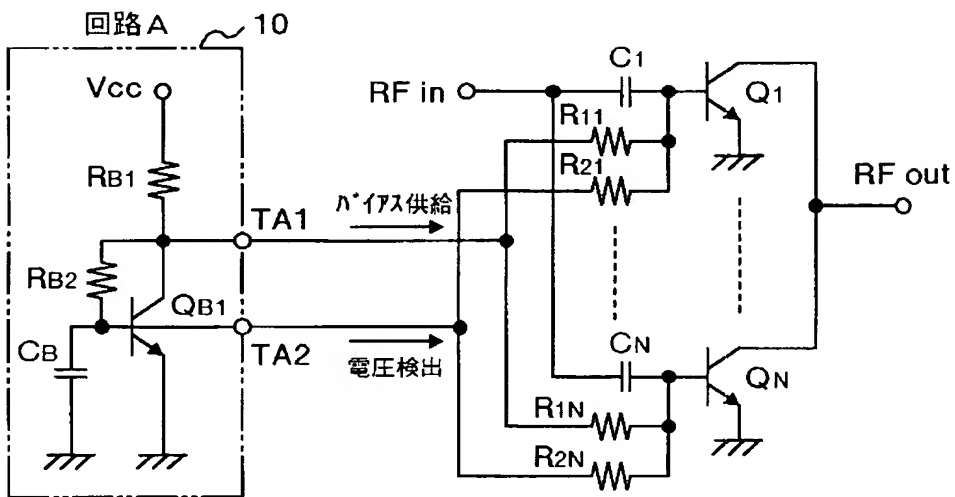 回路A
10
Vcc
RF in
C1
Q1
R11
R21
RF out
RB1
TA1
バイアス供給
RB2
QB1
CB
TA2
電圧検出
CN
QN
R1N
R2N